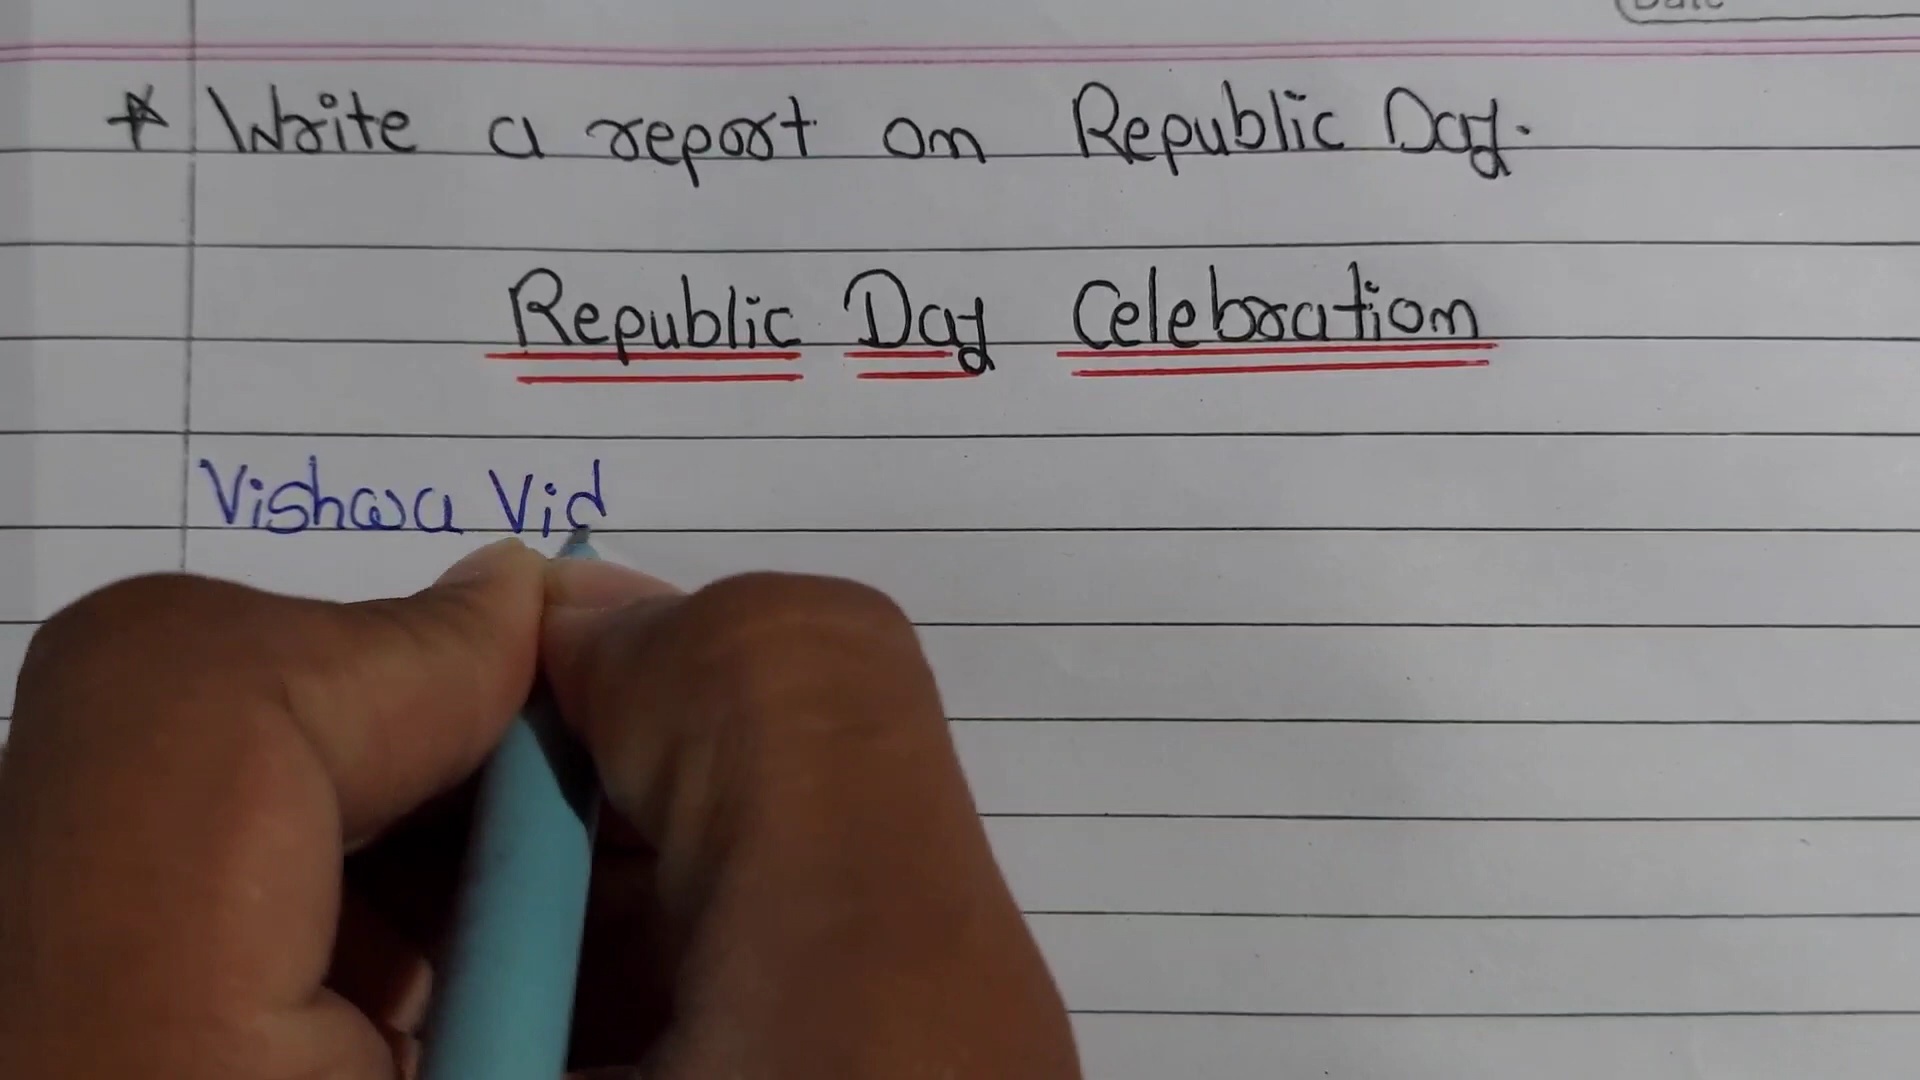 Write a report on Republic Day.
Republic Day Celebration
Vishwa Vid